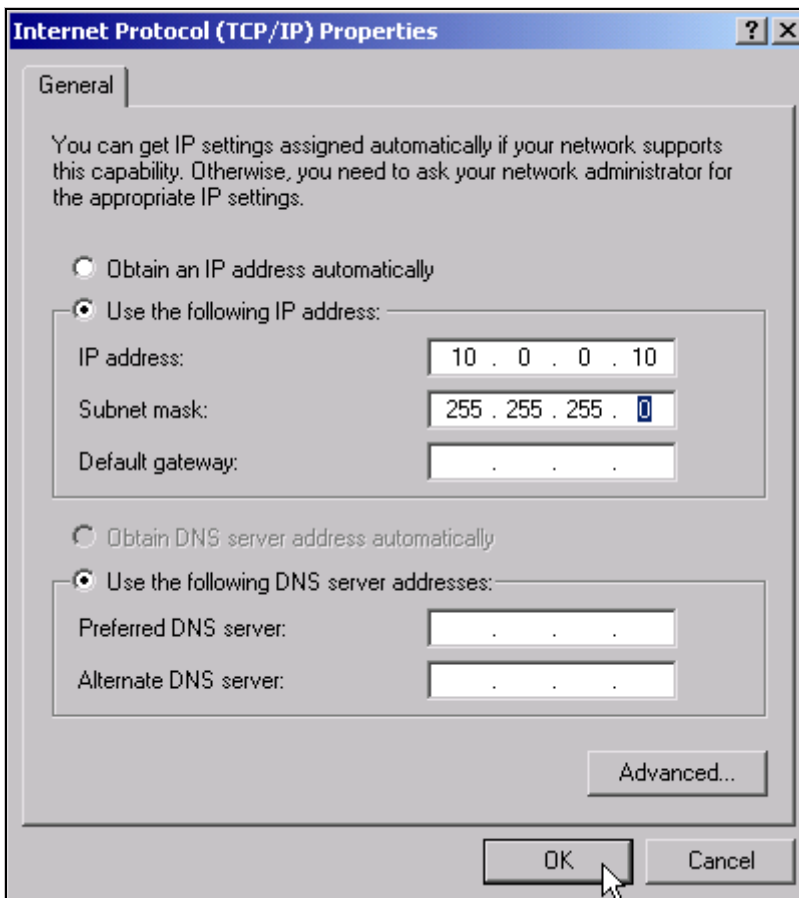 Internet Protocol (TCP/IP) Properties
General
You can get IP settings assigned automatically if your network supports
this capability. Otherwise, you need to ask your network administrator for
the appropriate IP settings.
Obtain an IP address automatically
Use the following IP address:
IP address: 10 . 0 . 0 . 10
Subnet mask: 255 . 255 . 255 . 0
Default gateway: . . .
Obtain DNS server address automatically
Use the following DNS server addresses:
Preferred DNS server: . . .
Alternate DNS server: . . .
Advanced...
OK Cancel